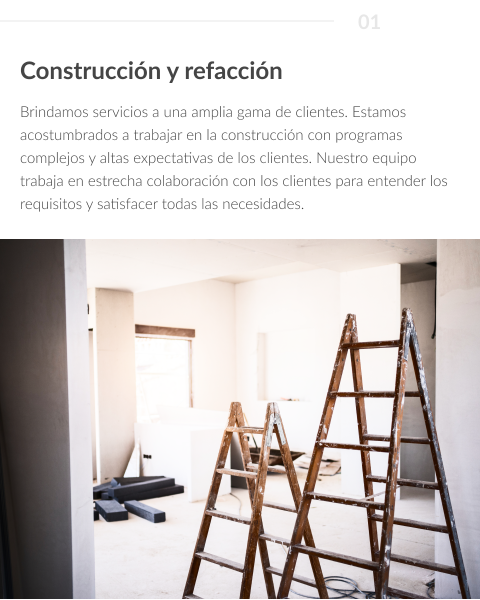 01
Construcción y refacción
Brindamos servicios a una amplia gama de clientes. Estamos
acostumbrados a trabajar en la construcción con programas
complejos y altas expectativas de los clientes. Nuestro equipo
trabaja en estrecha colaboración con los clientes para entender los
requisitos y satisfacer todas las necesidades.